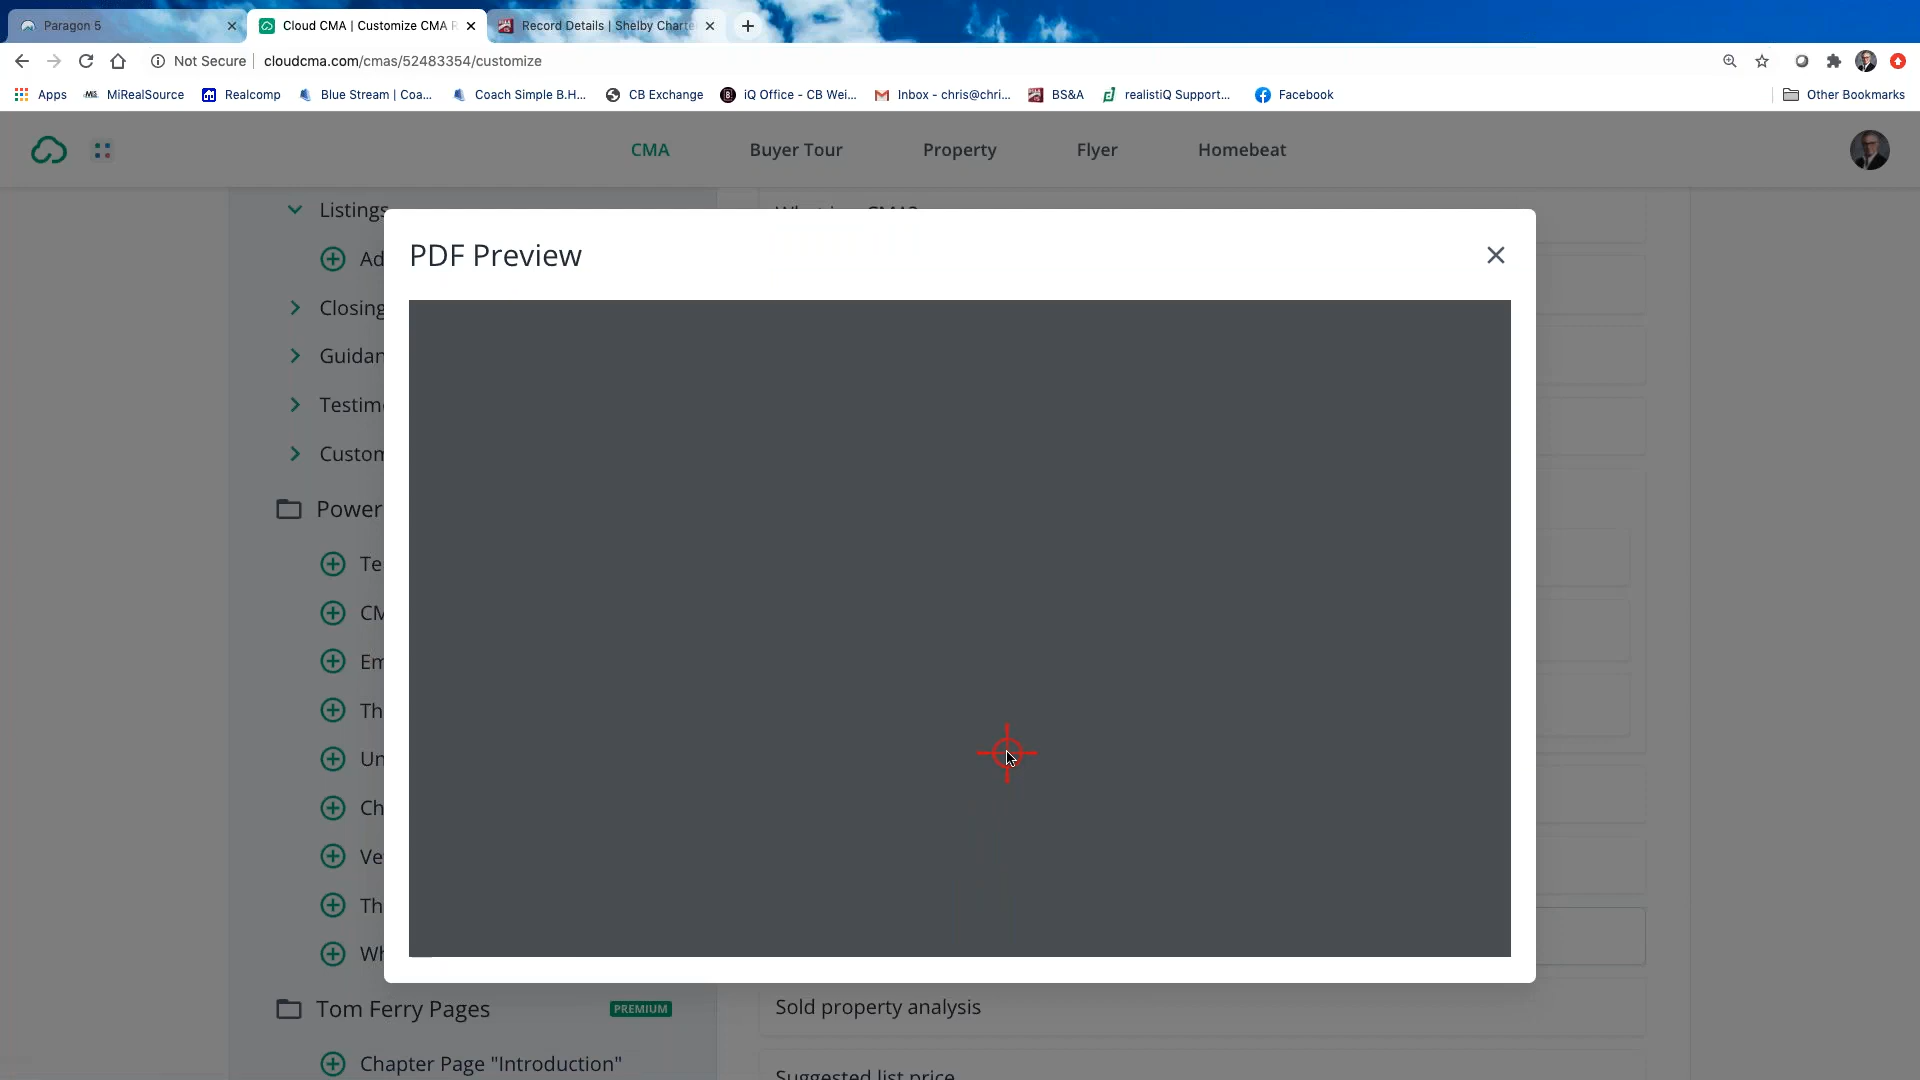 Paragon 5
Cloud CMA | Customize CMA R
Record Details | Shelby Charte
Not Secure
cloudcma.com/cmas/52483354/customize
Apps
MiRealSource
Realcomp
Blue Stream | Coa...
Coach Simple B.H...
CB Exchange
iQ Office - CB Wei...
Inbox - chris@chri...
BS&A
realistiQ Support...
Facebook
Other Bookmarks
CMA
Buyer Tour
Property
Flyer
Homebeat
Listings
PDF Preview
Ad
Closing
Guidan
Testim
Custom
Power
Te
CM
Em
Th
Un
Ch
Ve
Th
Wh
Tom Ferry Pages
PREMIUM
Chapter Page "Introduction"
Sold property analysis
Suggested list price